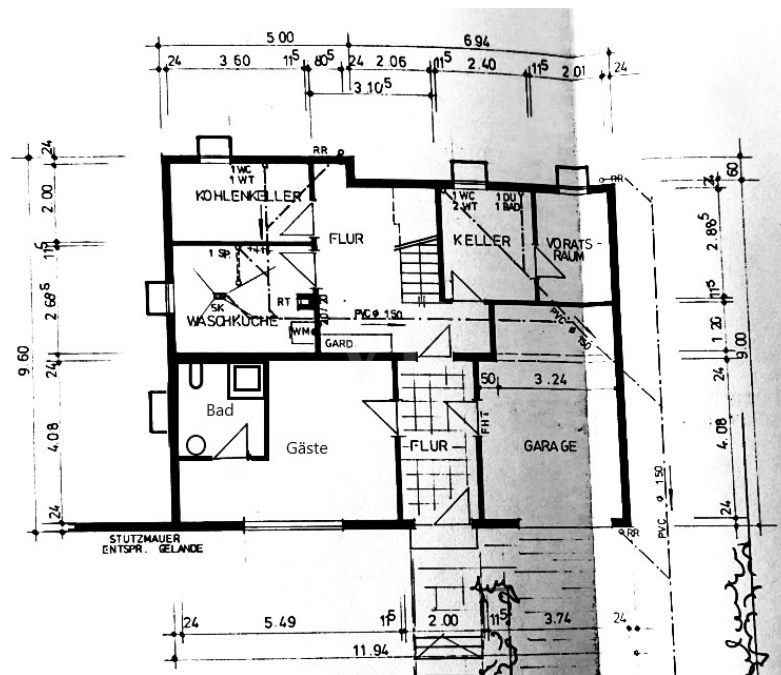 5.00
6.94
24
3.60
11⁵
80⁵
24
2.06
11⁵
2.40
11⁵
2.01
24
3.10⁵
RR
RR
1 WC
1 WT
KOHLENKELLER
FLUR
1 WC
2. WT
1 DU
1 BAD
KELLER
VORATS-
RAUM
1 SP.
SK
WASCHKÜCHE
RT
WM
PVC Ø 150
GARD.
PVC Ø 150
50
3.24
Bad
Gäste
FLUR
FHT
GARAGE
PVC Ø 150
RR
STÜTZMAUER
ENTSPR. GELÄNDE
24
2.00
11⁵
2.68⁵
24
4.08
24
9.60
60
24
2.88⁵
11⁵
1.20
24
4.08
24
9.00
24
5.49
11⁵
2.00
11⁵
3.74
24
11.94